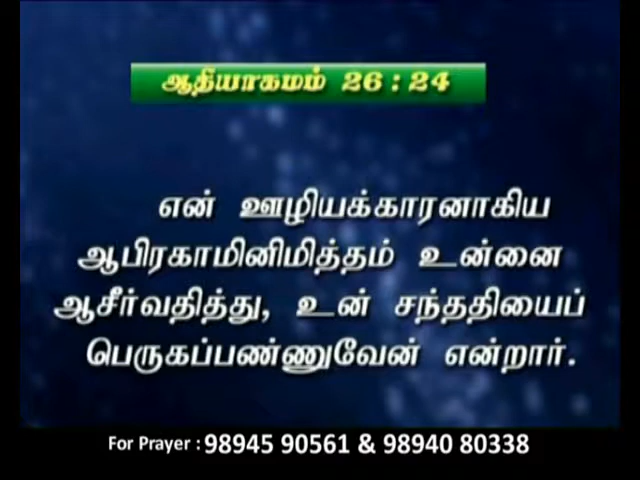 ஆதியாகமம் 26 : 24
என் ஊழியக்காரனாகிய
ஆபிரகாமினிமித்தம் உன்னை
ஆசீர்வதித்து, உன் சந்ததியைப்
பெருகப்பண்ணுவேன் என்றார்.
For Prayer : 98945 90561 & 98940 80338